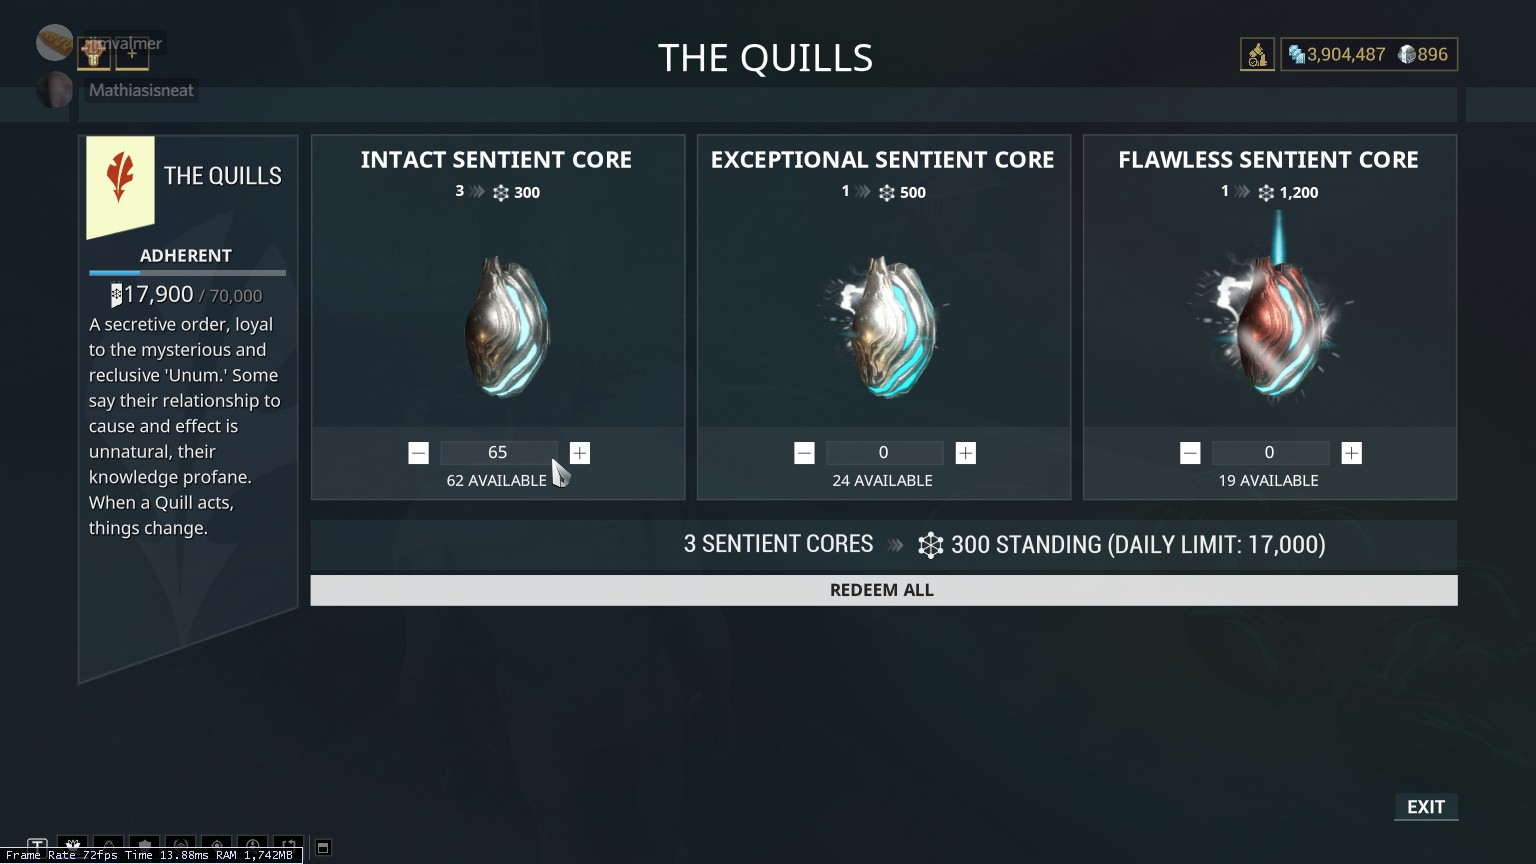 jimvalmer
Mathiasisneat
THE QUILLS
3,904,487
896
THE QUILLS
ADHERENT
17,900 / 70,000
A secretive order, loyal
to the mysterious and
reclusive 'Unum.' Some
say their relationship to
cause and effect is
unnatural, their
knowledge profane.
When a Quill acts,
things change.
INTACT SENTIENT CORE
3 300
65
62 AVAILABLE
EXCEPTIONAL SENTIENT CORE
1 500
0
24 AVAILABLE
FLAWLESS SENTIENT CORE
1 1,200
0
19 AVAILABLE
3 SENTIENT CORES 300 STANDING (DAILY LIMIT: 17,000)
REDEEM ALL
EXIT
T
Frame Rate 72fps Time 13.88ms RAM 1,742MB